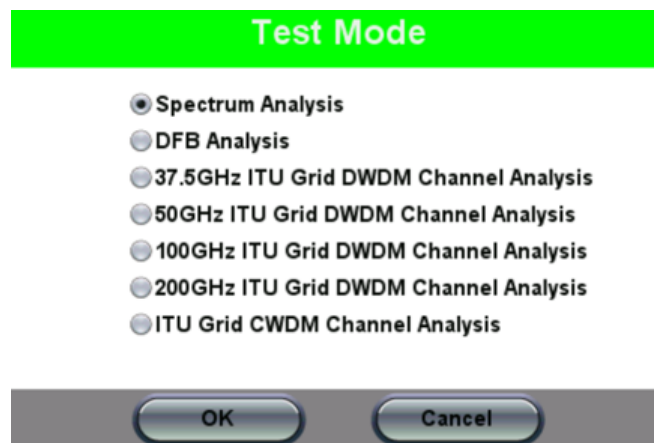 Test Mode
Spectrum Analysis
DFB Analysis
37.5GHz ITU Grid DWDM Channel Analysis
50GHz ITU Grid DWDM Channel Analysis
100GHz ITU Grid DWDM Channel Analysis
200GHz ITU Grid DWDM Channel Analysis
ITU Grid CWDM Channel Analysis
OK Cancel